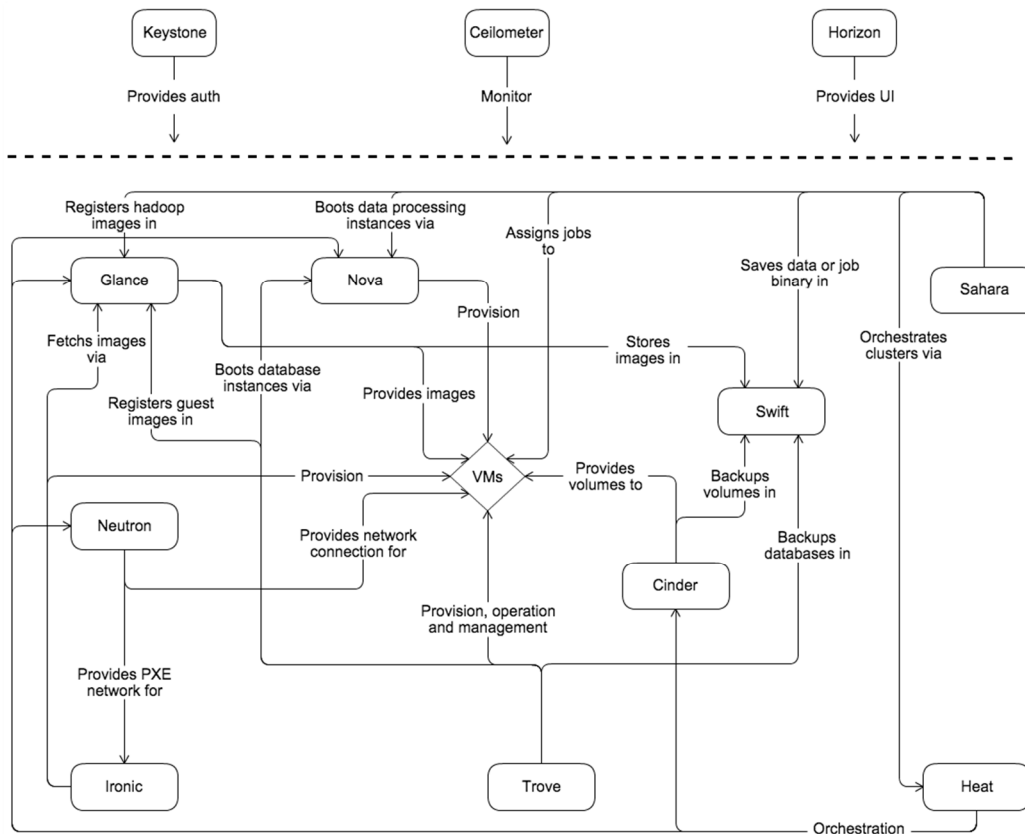 Keystone
Ceilometer
Horizon
Provides auth
Monitor
Provides UI
Registers hadoop
images in
Boots data processing
instances via
Assigns jobs
to
Saves data or job
binary in
Glance
Nova
Sahara
Provision
Fetchs images
via
Boots database
instances via
Stores
images in
Orchestrates
clusters via
Provides images
Registers guest
images in
Swift
Provision
VMs
Provides
volumes to
Backups
volumes in
Neutron
Provides network
connection for
Backups
databases in
Cinder
Provision, operation
and management
Provides PXE
network for
Ironic
Trove
Heat
Orchestration